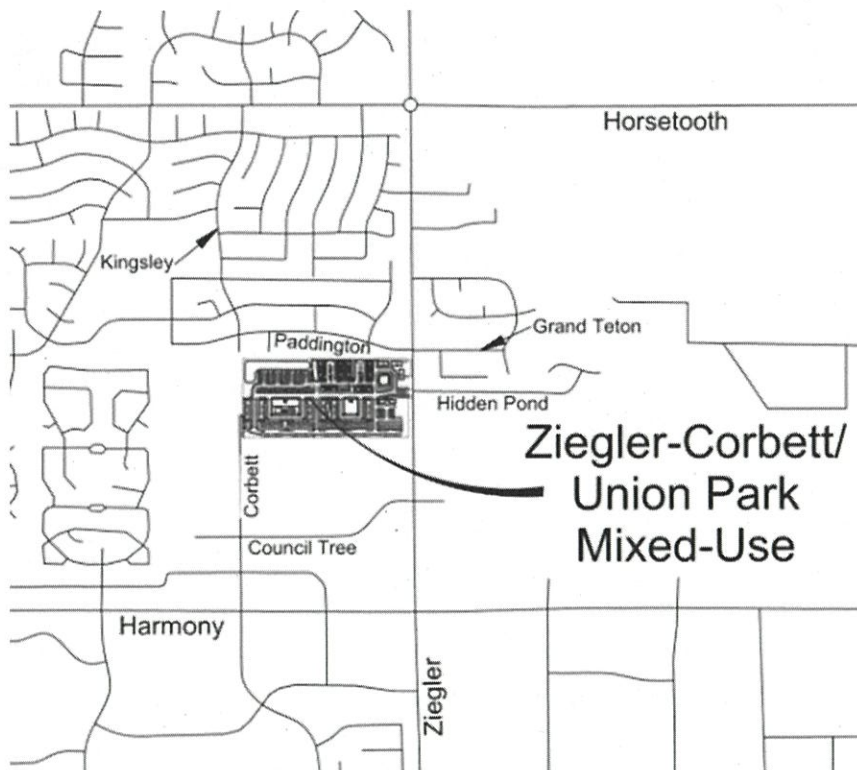 Horsetooth
Kingsley
Grand Teton
Paddington
Hidden Pond
Ziegler-Corbett/
Union Park
Mixed-Use
Corbett
Council Tree
Harmony
Ziegler